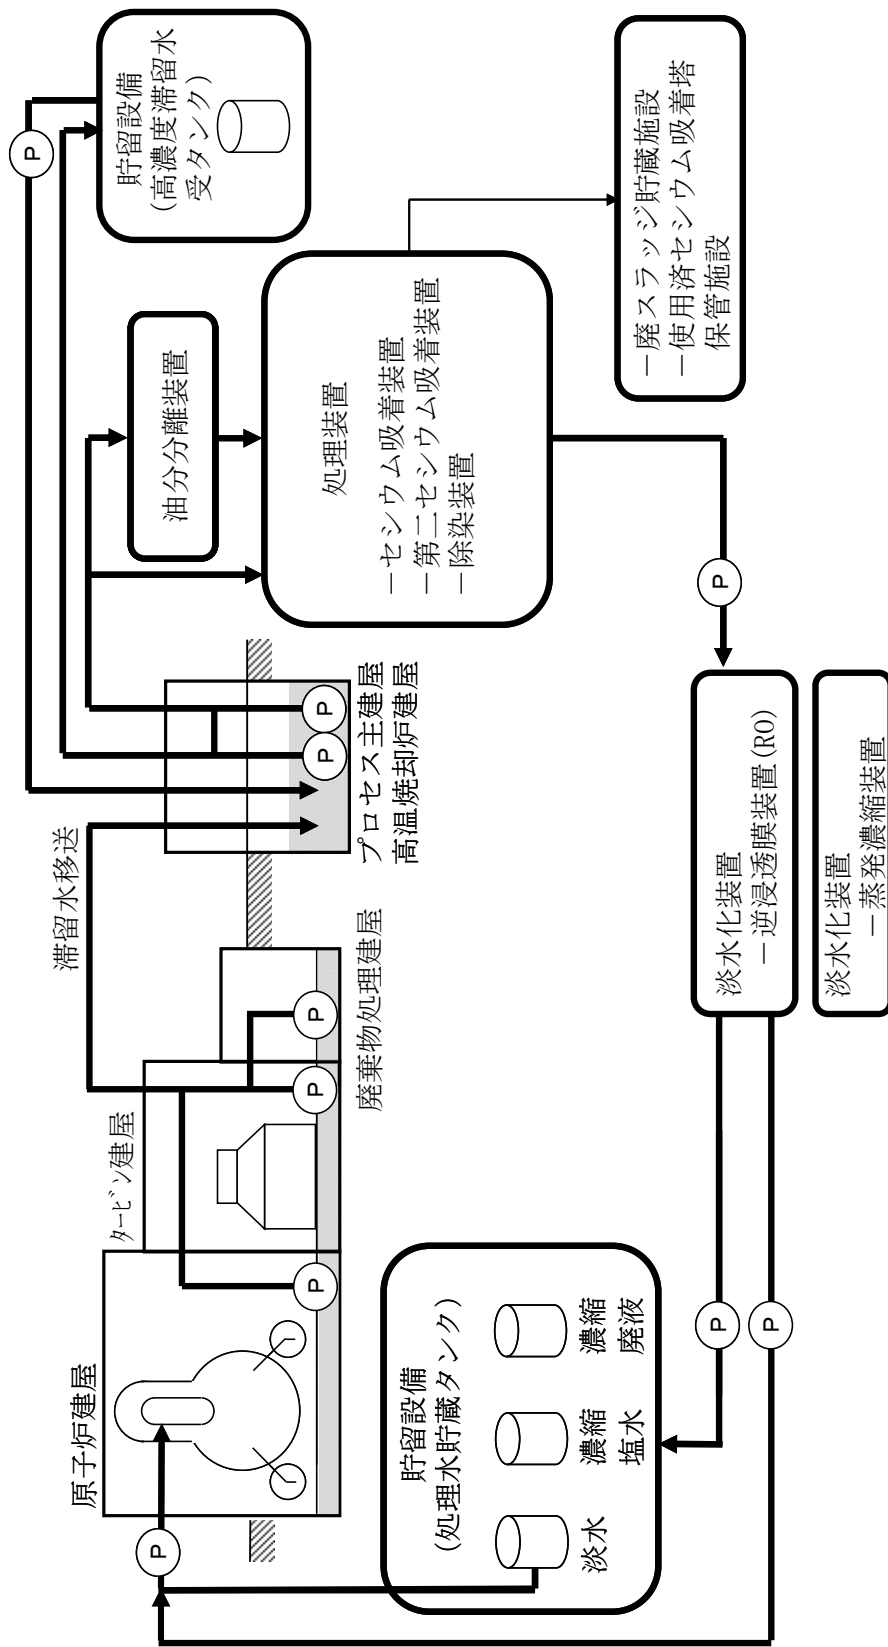 原子炉建屋
タービン建屋
廃棄物処理建屋
滞留水移送
プロセス主建屋
高温焼却炉建屋
貯留設備
(高濃度滞留水
受タンク)
油分分離装置
処理装置
－セシウム吸着装置
－第二セシウム吸着装置
－除染装置
－廃スラッジ貯蔵施設
－使用済セシウム吸着塔
保管施設
貯留設備
(処理水貯蔵タンク)
淡水
濃縮
塩水
濃縮
廃液
淡水化装置
－逆浸透膜装置(RO)
淡水化装置
－蒸発濃縮装置
P
P
P
P
P
P
P
P
P
P